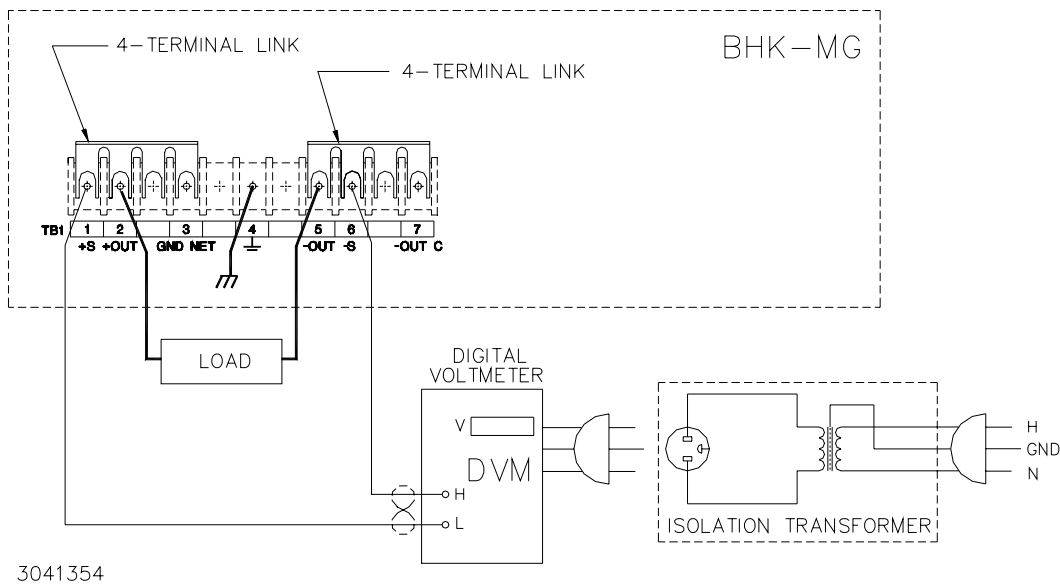 4-TERMINAL LINK
BHK-MG
4-TERMINAL LINK
TB1 1 2 3 4 5 6 7
+S +OUT GND NET -OUT -S -OUT C
LOAD
DIGITAL
VOLTMETER
V
DVM
H
L
H
GND
N
ISOLATION TRANSFORMER
3041354